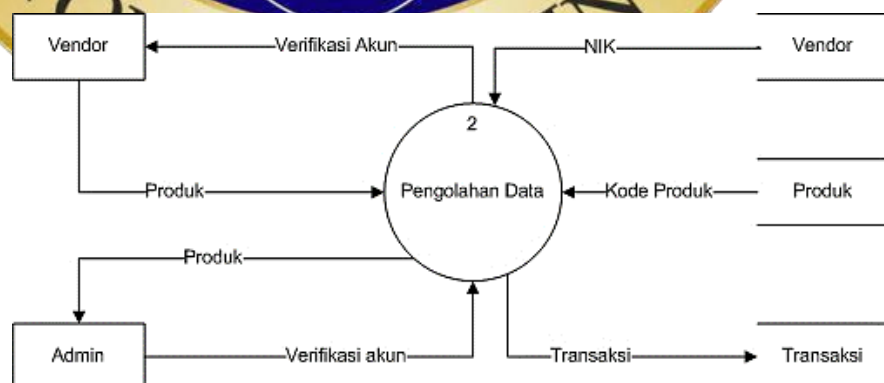 Vendor
Verifikasi Akun
NIK
Vendor
2
Produk
Pengolahan Data
Kode Produk
Produk
Produk
Admin
Verifikasi akun
Transaksi
Transaksi